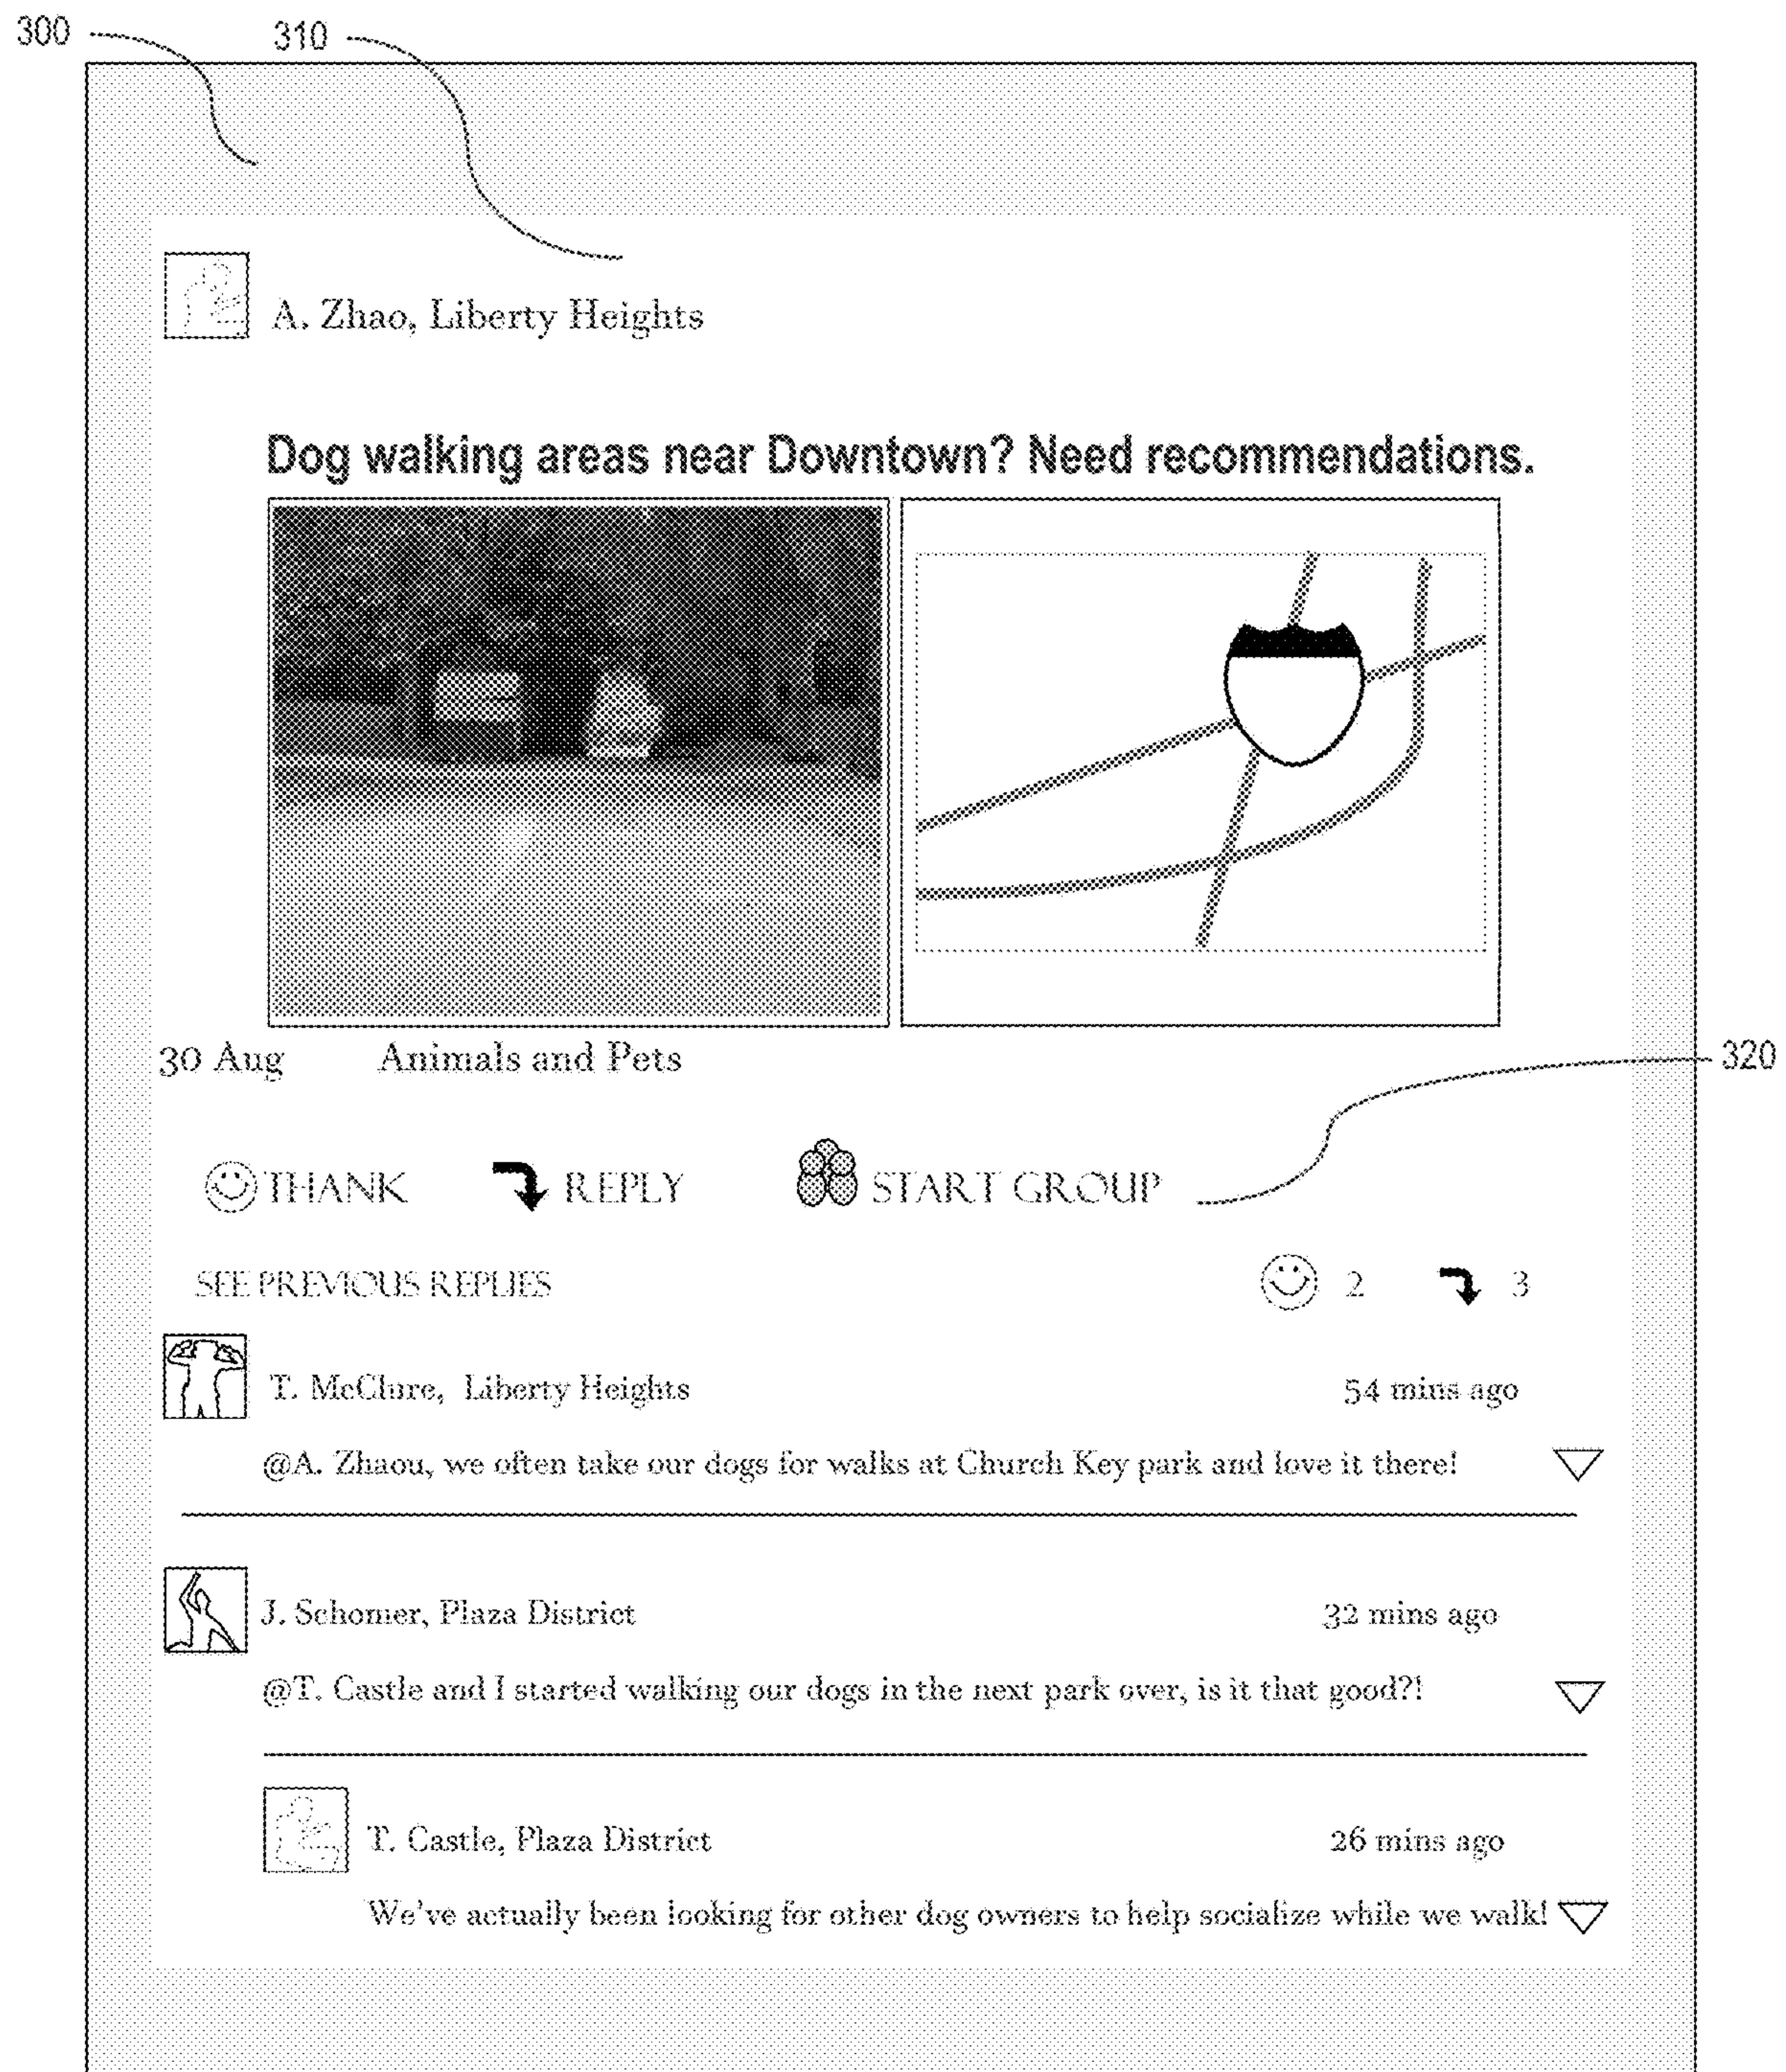 300
310
A. Zhao, Liberty Heights
Dog walking areas near Downtown? Need recommendations.
30 Aug Animals and Pets
320
THANK REPLY START GROUP
SEE PREVIOUS REPLIES 2 3
T. McClure, Liberty Heights 54 mins ago
@A. Zhaou, we often take our dogs for walks at Church Key park and love it there!
J. Schomer, Plaza District 32 mins ago
@T. Castle and I started walking our dogs in the next park over, is it that good?!
T. Castle, Plaza District 26 mins ago
We've actually been looking for other dog owners to help socialize while we walk!